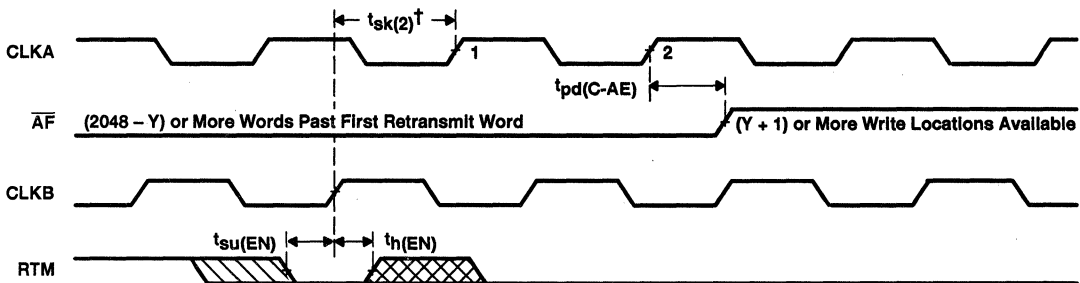 tsk(2)†
CLKA
1
2
tpd(C-AE)
AF
(2048 – Y) or More Words Past First Retransmit Word
(Y + 1) or More Write Locations Available
CLKB
tsu(EN)
th(EN)
RTM